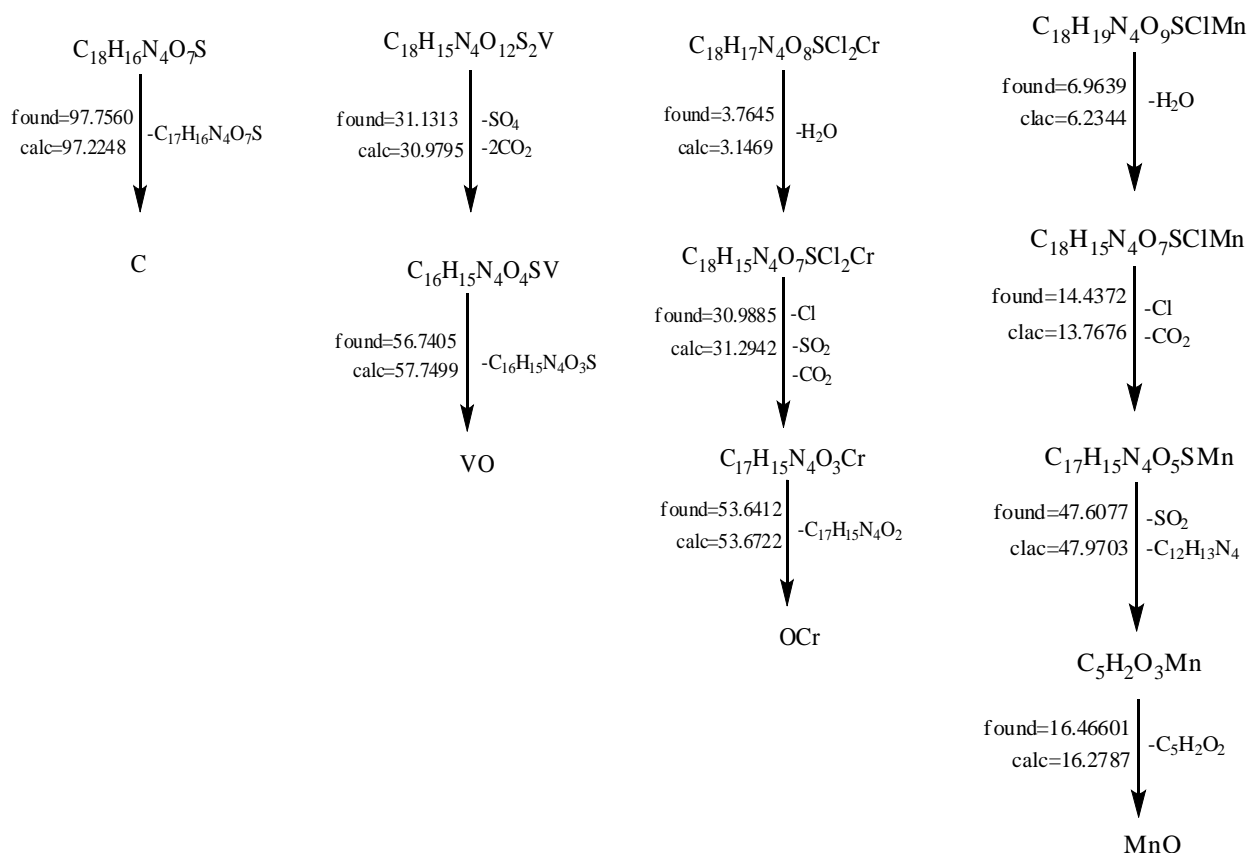 C₁₈H₁₆N₄O₇S
found=97.7560
calc=97.2248
-C₁₇H₁₆N₄O₇S
C
C₁₈H₁₅N₄O₁₂S₂V
found=31.1313
calc=30.9795
-SO₄
-2CO₂
C₁₆H₁₅N₄O₄SV
found=56.7405
calc=57.7499
-C₁₆H₁₅N₄O₃S
VO
C₁₈H₁₇N₄O₈SCl₂Cr
found=3.7645
calc=3.1469
-H₂O
C₁₈H₁₅N₄O₇SCl₂Cr
found=30.9885
calc=31.2942
-Cl
-SO₂
-CO₂
C₁₇H₁₅N₄O₃Cr
found=53.6412
calc=53.6722
-C₁₇H₁₅N₄O₂
OCr
C₁₈H₁₉N₄O₉SClMn
found=6.9639
clac=6.2344
-H₂O
C₁₈H₁₅N₄O₇SClMn
found=14.4372
clac=13.7676
-Cl
-CO₂
C₁₇H₁₅N₄O₅SMn
found=47.6077
clac=47.9703
-SO₂
-C₁₂H₁₃N₄
C₅H₂O₃Mn
found=16.46601
calc=16.2787
-C₅H₂O₂
MnO